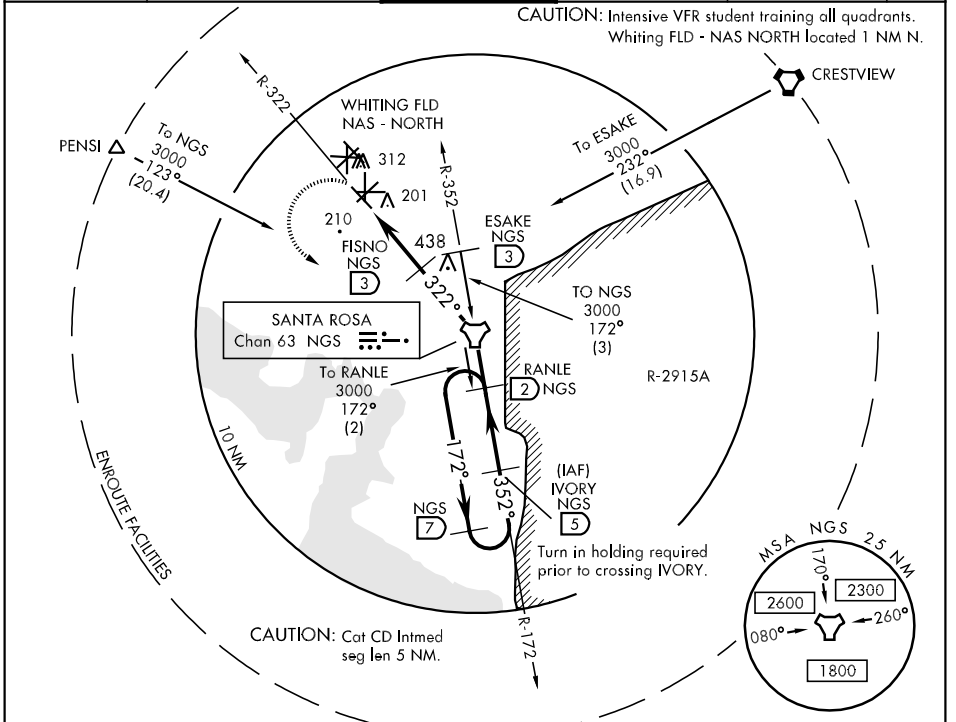 CAUTION: Intensive VFR student training all quadrants.
Whiting FLD - NAS NORTH located 1 NM N.
CRESTVIEW
R-322
WHITING FLD
NAS - NORTH
PENSI
To NGS
3000
123°
(20.4)
312
201
210
R-352
To ESAKE
3000
232°
(16.9)
FISNO
NGS
3
438
ESAKE
NGS
3
322°
TO NGS
3000
172°
(3)
SANTA ROSA
Chan 63 NGS
To RANLE
3000
172°
(2)
RANLE
2 NGS
R-2915A
10 NM
ENROUTE FACILITIES
172°
352°
(IAF)
IVORY
NGS
5
NGS
7
Turn in holding required
prior to crossing IVORY.
R-172
CAUTION: Cat CD Intmed
seg len 5 NM.
MSA NGS 25 NM
170°
2600
2300
080°
260°
1800